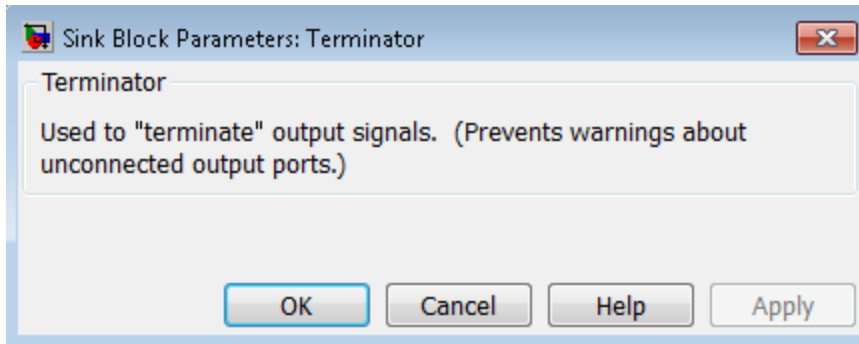 Sink Block Parameters: Terminator
Terminator
Used to "terminate" output signals.  (Prevents warnings about
unconnected output ports.)
OK Cancel Help Apply